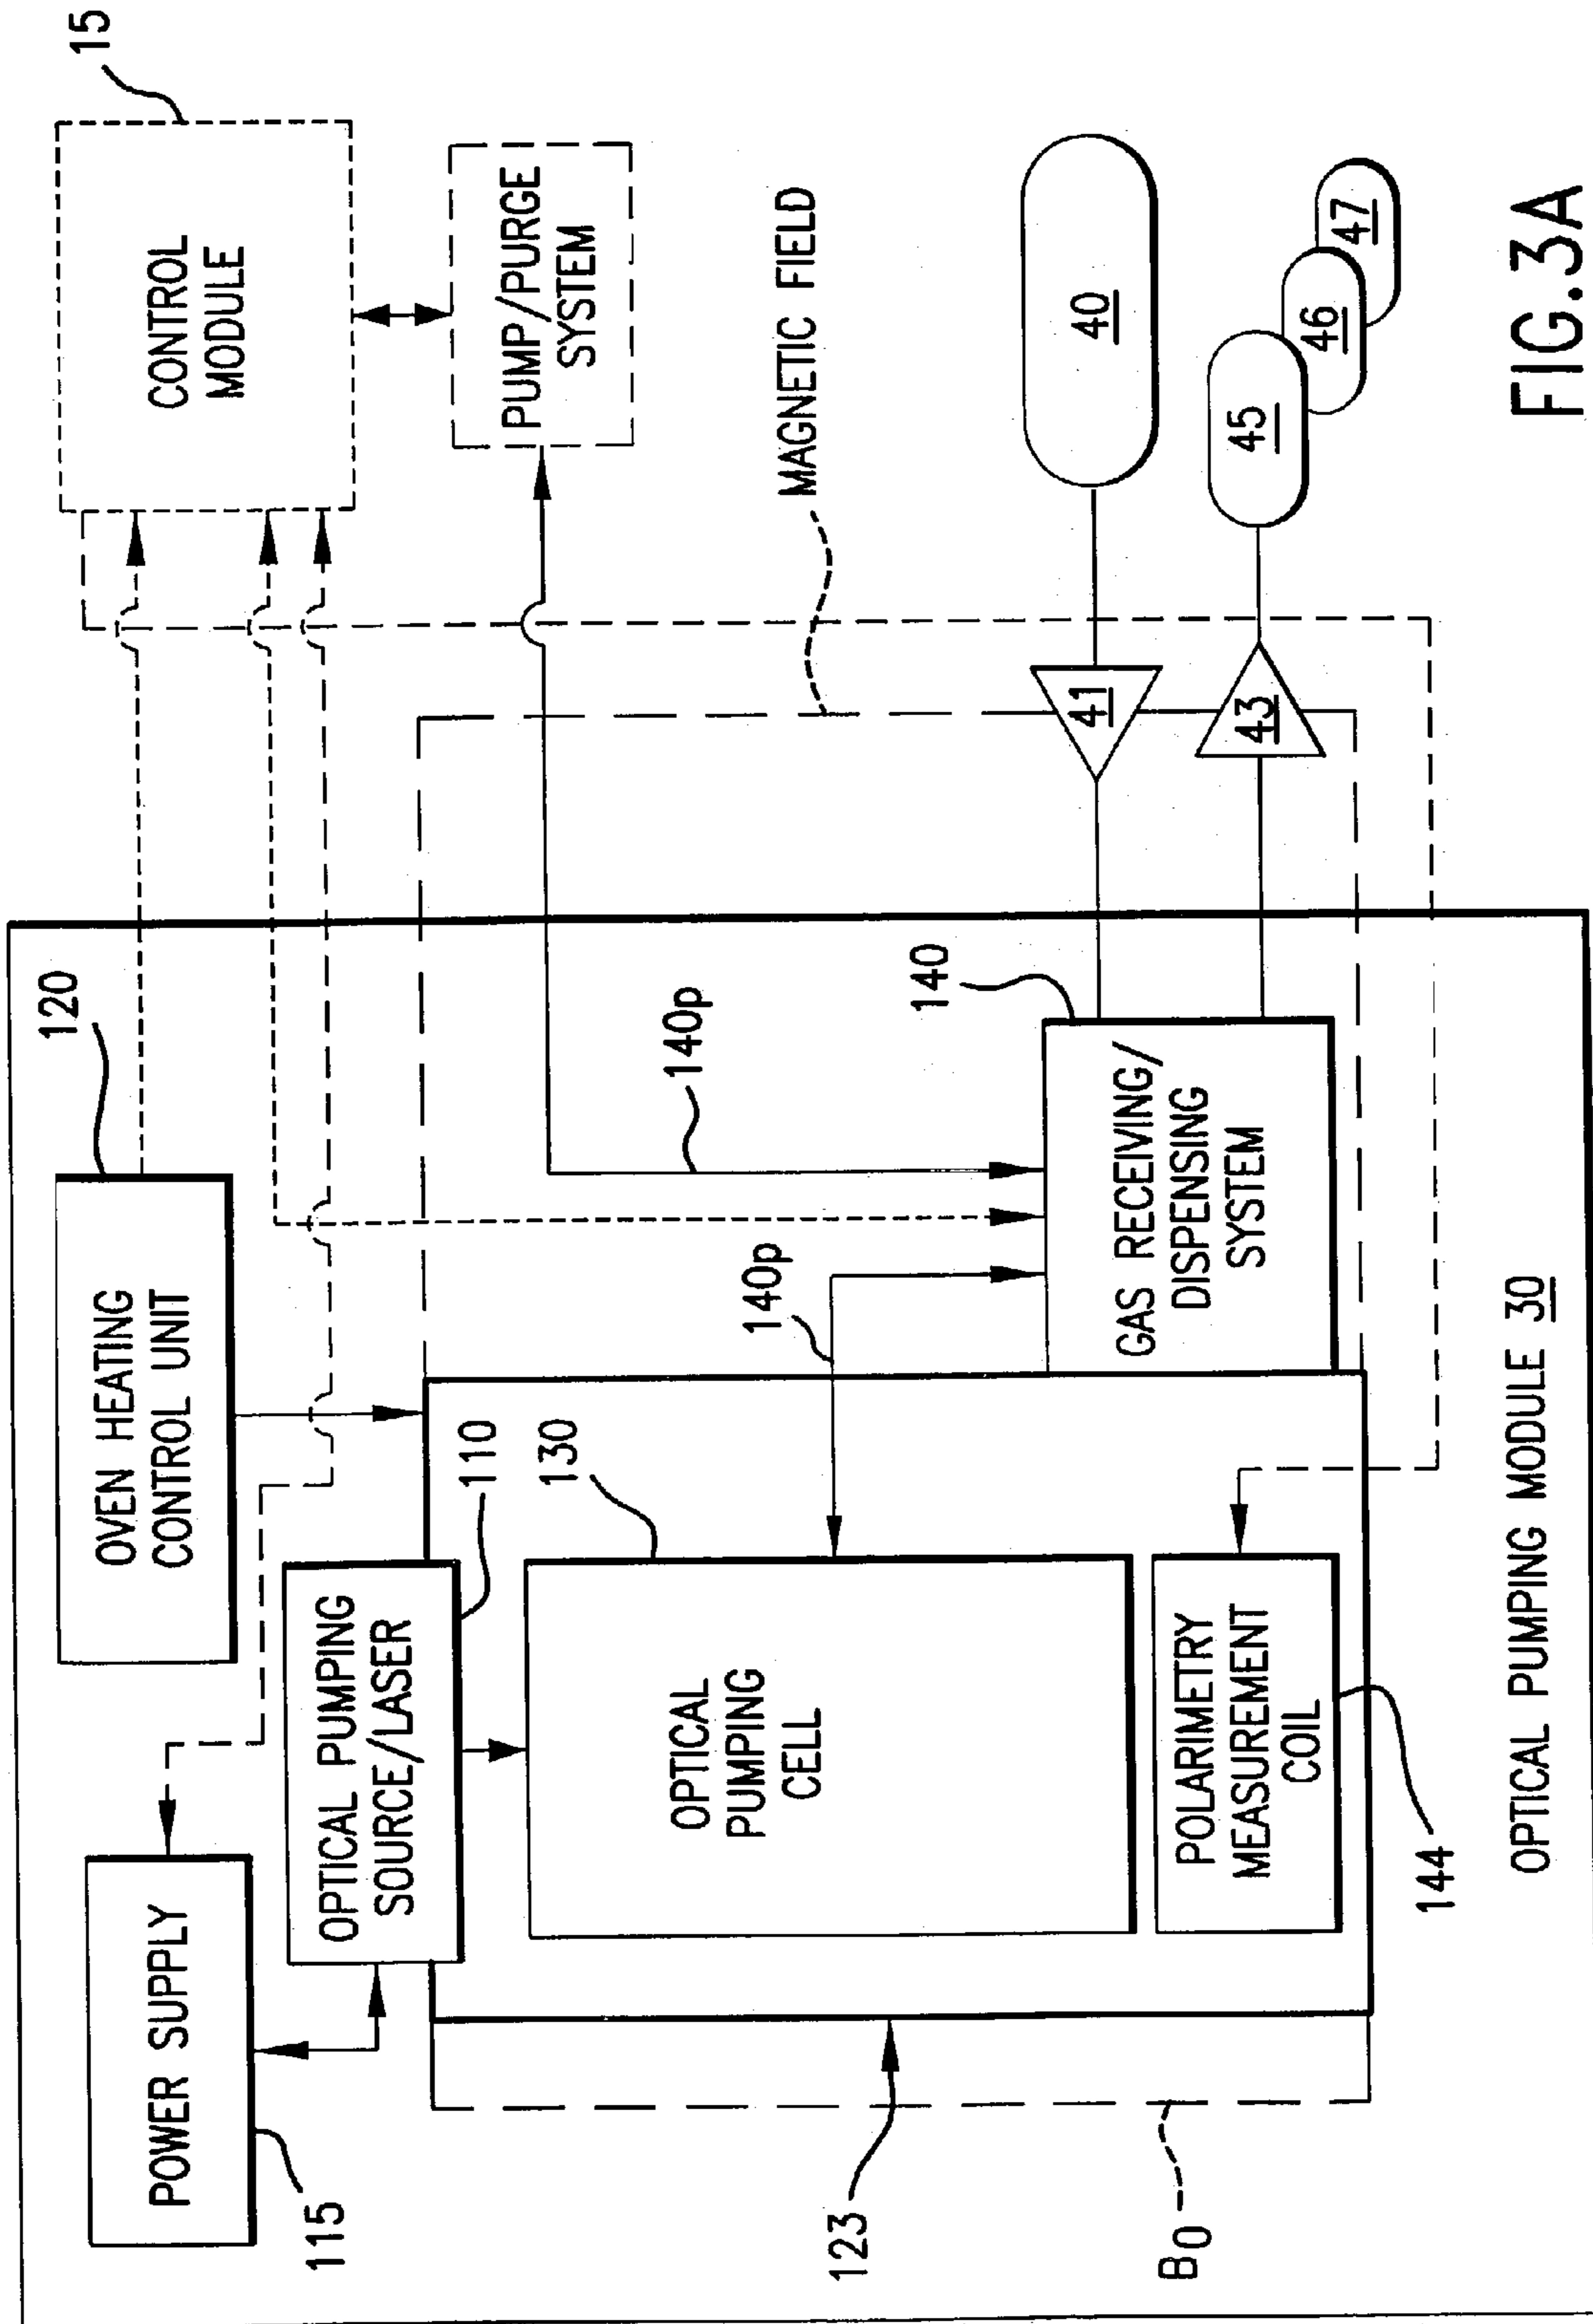 15
CONTROL
MODULE
PUMP/PURGE
SYSTEM
MAGNETIC FIELD
40
41
43
45
46
47
120
OVEN HEATING
CONTROL UNIT
POWER SUPPLY
115
OPTICAL PUMPING
SOURCE/LASER
110
130
OPTICAL
PUMPING
CELL
140p
140p
140
GAS RECEIVING/
DISPENSING
SYSTEM
POLARIMETRY
MEASUREMENT
COIL
144
123
B0
OPTICAL PUMPING MODULE 30
FIG.3A